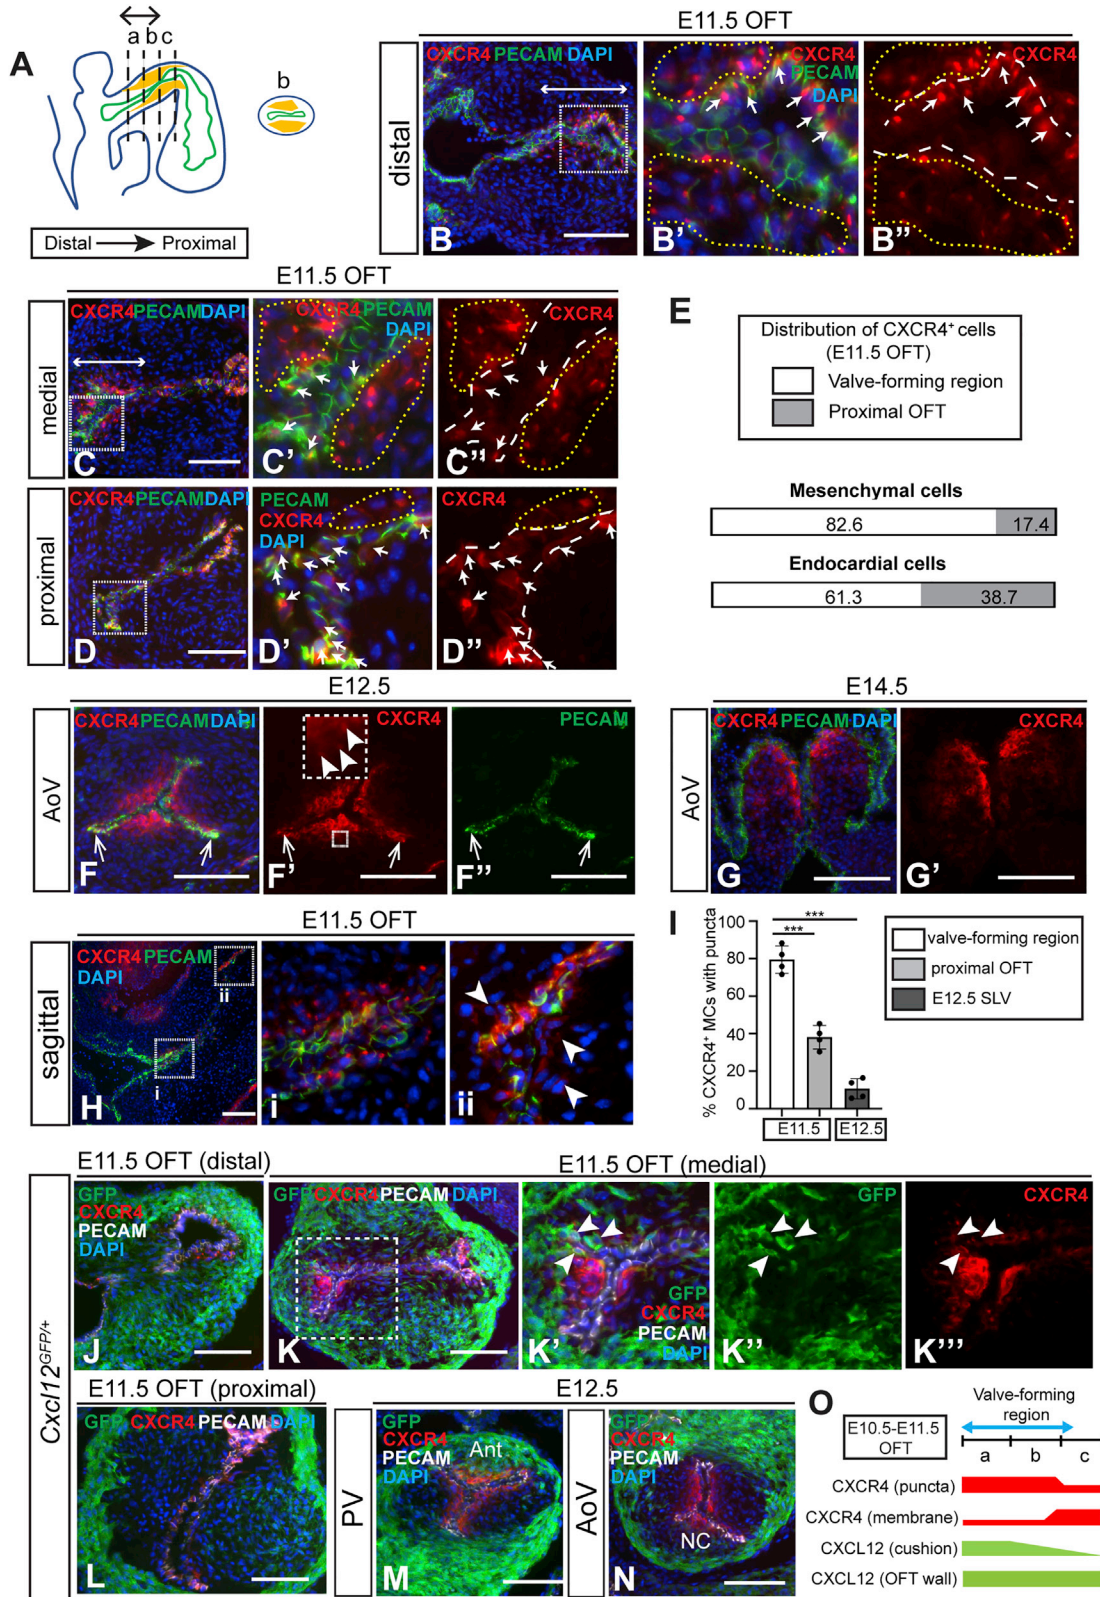 A
a b c
b
Distal Proximal
E11.5 OFT
distal
CXCR4 PECAM DAPI
B
CXCR4
PECAM
DAPI
B'
CXCR4
B"
E11.5 OFT
medial
CXCR4 PECAM DAPI
C
CXCR4 PECAM
DAPI
C'
CXCR4
C"
proximal
CXCR4 PECAM DAPI
D
PECAM
CXCR4
DAPI
D'
CXCR4
D"
E
Distribution of CXCR4+ cells
(E11.5 OFT)
Valve-forming region
Proximal OFT
Mesenchymal cells
82.6 17.4
Endocardial cells
61.3 38.7
E12.5
AoV
CXCR4 PECAM DAPI
F
CXCR4
F'
PECAM
F"
E14.5
AoV
CXCR4 PECAM DAPI
G
CXCR4
G'
E11.5 OFT
sagittal
CXCR4 PECAM
DAPI
ii
i
H
i
ii
I
% CXCR4+ MCs with puncta
100
80
60
40
20
0
***
***
E11.5 E12.5
valve-forming region
proximal OFT
E12.5 SLV
Cxcl12GFP/+
E11.5 OFT (distal)
GFP
CXCR4
PECAM
DAPI
J
E11.5 OFT (medial)
GFP CXCR4 PECAM DAPI
K
GFP
CXCR4
PECAM
DAPI
K'
GFP
K"
CXCR4
K'"
E11.5 OFT (proximal)
GFP CXCR4 PECAM DAPI
L
E12.5
PV
GFP
CXCR4
PECAM
DAPI
Ant
M
AoV
GFP
CXCR4
PECAM
DAPI
NC
N
O
E10.5-E11.5
OFT
Valve-forming
region
a b c
CXCR4 (puncta)
CXCR4 (membrane)
CXCL12 (cushion)
CXCL12 (OFT wall)